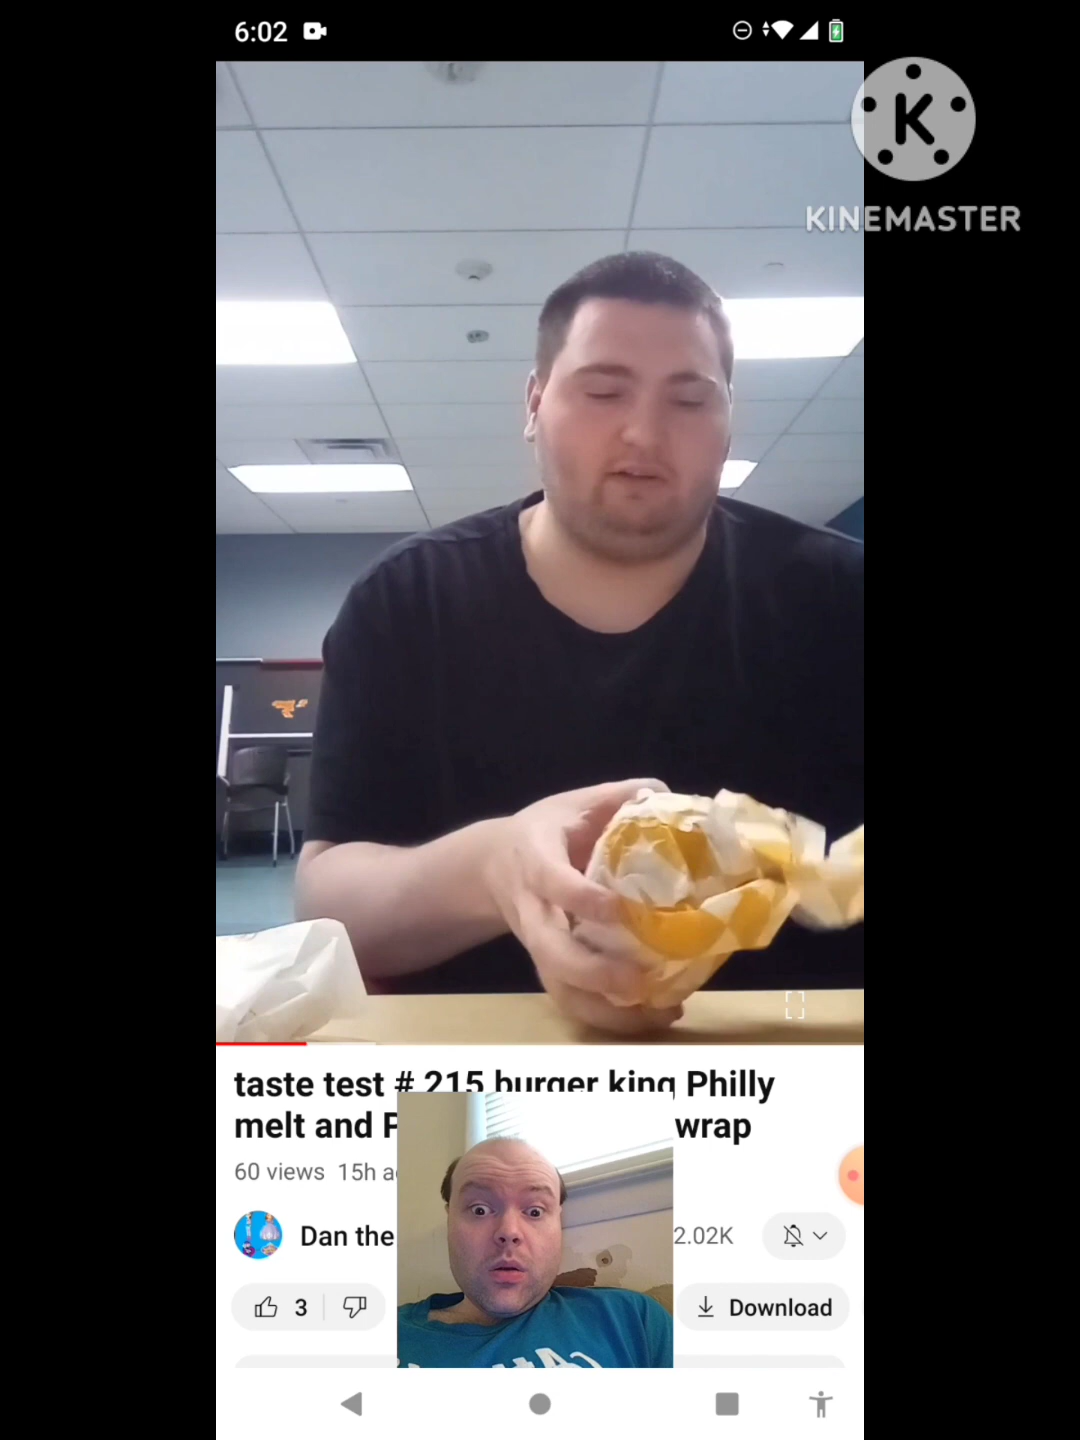 6:02
K
KINEMASTER
taste test # 215 burger king Philly
melt and wrap
60 views 15h
Dan the 2.02K
3 Download